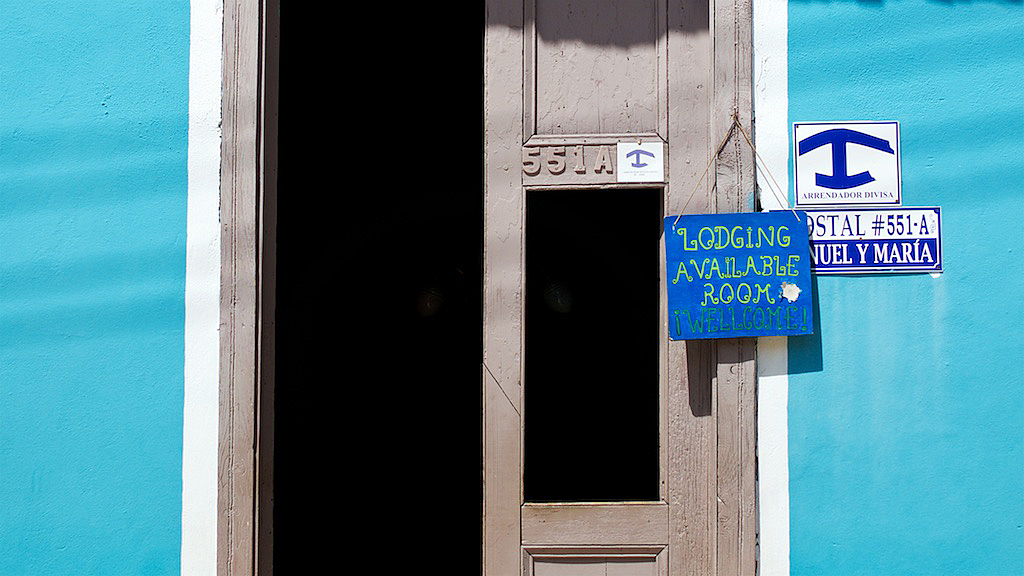 551A
LODGING
AVAILABLE
ROOM
¡WELLCOME!
ARRENDADOR DIVISA
OSTAL #551-A
NUEL Y MARÍA